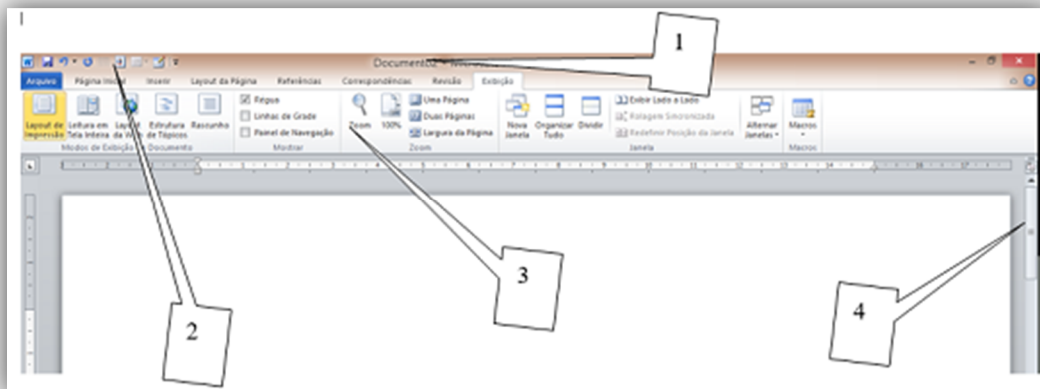 1
Documento2 -
Arquivo Página Inicial Inserir Layout da Página Referências Correspondências Revisão Exibição
Layout de Impressão
Leitura em Tela Inteira
Layout da Web
Estrutura de Tópicos
Rascunho
Modos de Exibição Documento
Régua
Linhas de Grade
Painel de Navegação
Mostrar
Zoom
100%
Uma Página
Duas Páginas
Largura da Página
Zoom
Nova Janela
Organizar Tudo
Dividir
Exibir Lado a Lado
Rolagem Sincronizada
Redefinir Posição da Janela
Janela
Alternar Janelas
Macros
Macros
3
4
2